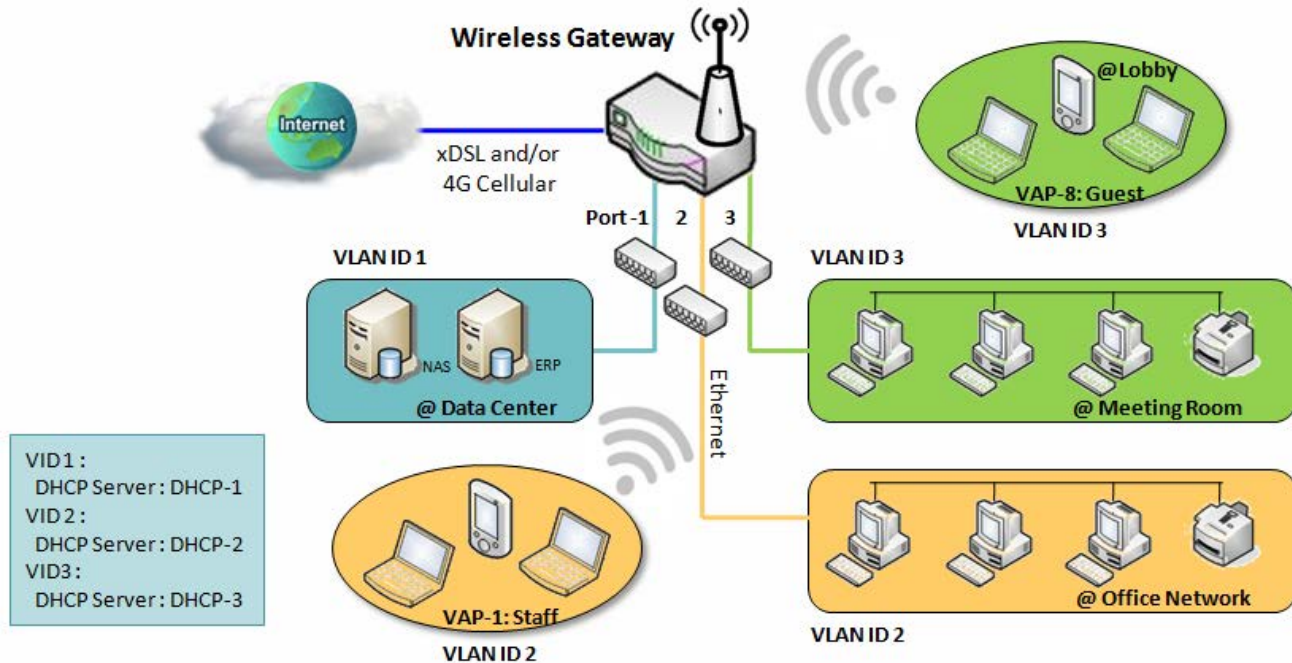 Wireless Gateway
Internet
xDSL and/or
4G Cellular
@Lobby
VAP-8: Guest
VLAN ID 3
Port -1 2 3
VLAN ID 1
NAS
ERP
@ Data Center
VLAN ID 3
@ Meeting Room
Ethernet
VID1 :
DHCP Server : DHCP-1
VID 2 :
DHCP Server : DHCP-2
VID3 :
DHCP Server : DHCP-3
VAP-1: Staff
VLAN ID 2
@ Office Network
VLAN ID 2